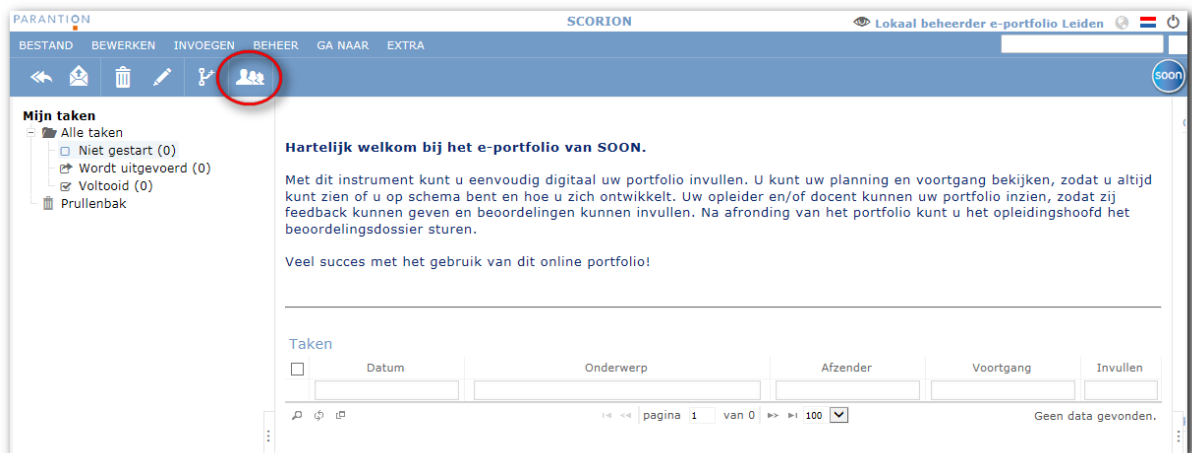 PARANTION
SCORION
Lokaal beheerder e-portfolio Leiden
BESTAND BEWERKEN INVOEGEN BEHEER GA NAAR EXTRA
soon
Mijn taken
Alle taken
Niet gestart (0)
Wordt uitgevoerd (0)
Voltooid (0)
Prullenbak
Hartelijk welkom bij het e-portfolio van SOON.
Met dit instrument kunt u eenvoudig digitaal uw portfolio invullen. U kunt uw planning en voortgang bekijken, zodat u altijd
kunt zien of u op schema bent en hoe u zich ontwikkelt. Uw opleider en/of docent kunnen uw portfolio inzien, zodat zij
feedback kunnen geven en beoordelingen kunnen invullen. Na afronding van het portfolio kunt u het opleidingshoofd het
beoordelingsdossier sturen.
Veel succes met het gebruik van dit online portfolio!
Taken
Datum Onderwerp Afzender Voortgang Invullen
pagina 1 van 0 100 Geen data gevonden.